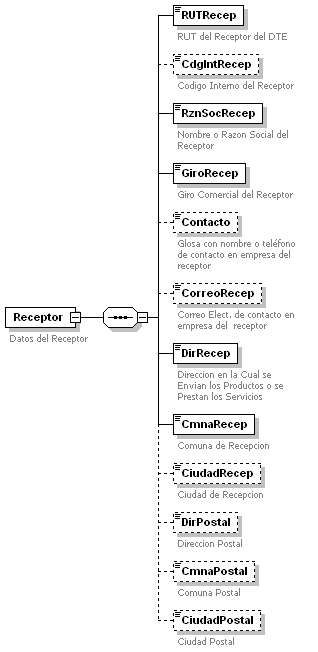 RUTRecep
RUT del Receptor del DTE
CdgIntRecep
Codigo Interno del Receptor
RznSocRecep
Nombre o Razon Social del
Receptor
GiroRecep
Giro Comercial del Receptor
Contacto
Glosa con nombre o teléfono
de contacto en empresa del
receptor
CorreoRecep
Correo Elect. de contacto en
empresa del receptor
Receptor
Datos del Receptor
DirRecep
Direccion en la Cual se
Envian los Productos o se
Prestan los Servicios
CmnaRecep
Comuna de Recepcion
CiudadRecep
Ciudad de Recepcion
DirPostal
Direccion Postal
CmnaPostal
Comuna Postal
CiudadPostal
Ciudad Postal